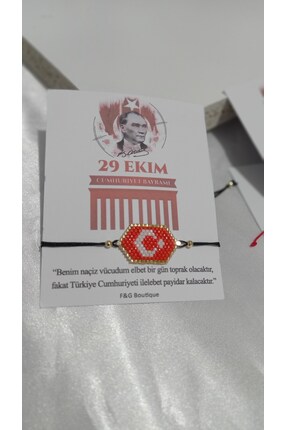 29 EKIM
CUMHURİYET BAYRAMI
“Benim naçiz vücudum elbet bir gün toprak olacaktır,
fakat Türkiye Cumhuriyeti ilelebet payidar kalacaktır.”
F&G Boutique